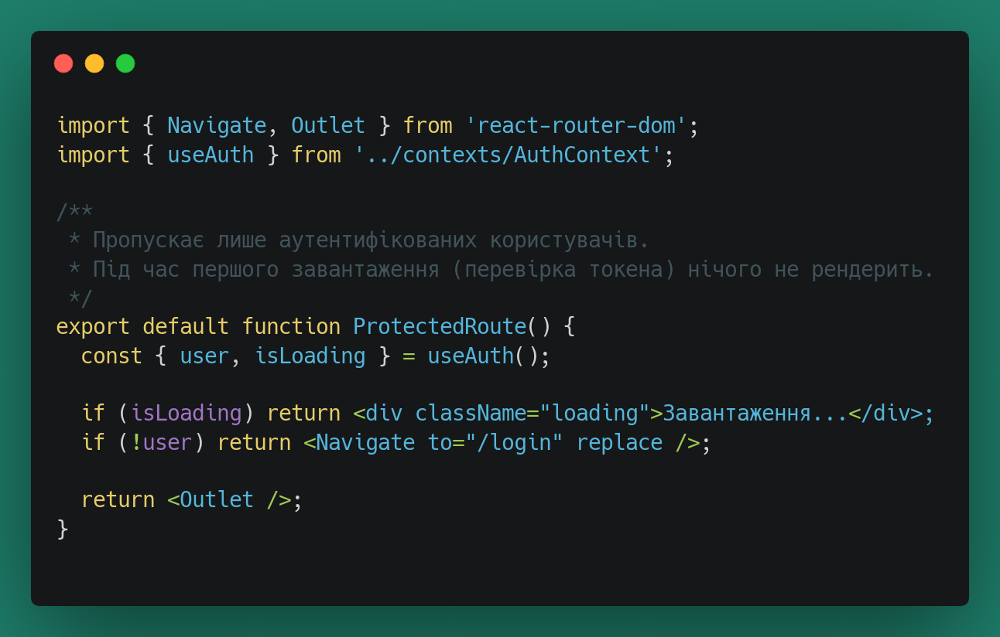 import { Navigate, Outlet } from 'react-router-dom';
import { useAuth } from '../contexts/AuthContext';

/**
 * Пропускає лише аутентифікованих користувачів.
 * Під час першого завантаження (перевірка токена) нічого не рендерить.
 */
export default function ProtectedRoute() {
  const { user, isLoading } = useAuth();

  if (isLoading) return <div className="loading">Завантаження...</div>;
  if (!user) return <Navigate to="/login" replace />;

  return <Outlet />;
}